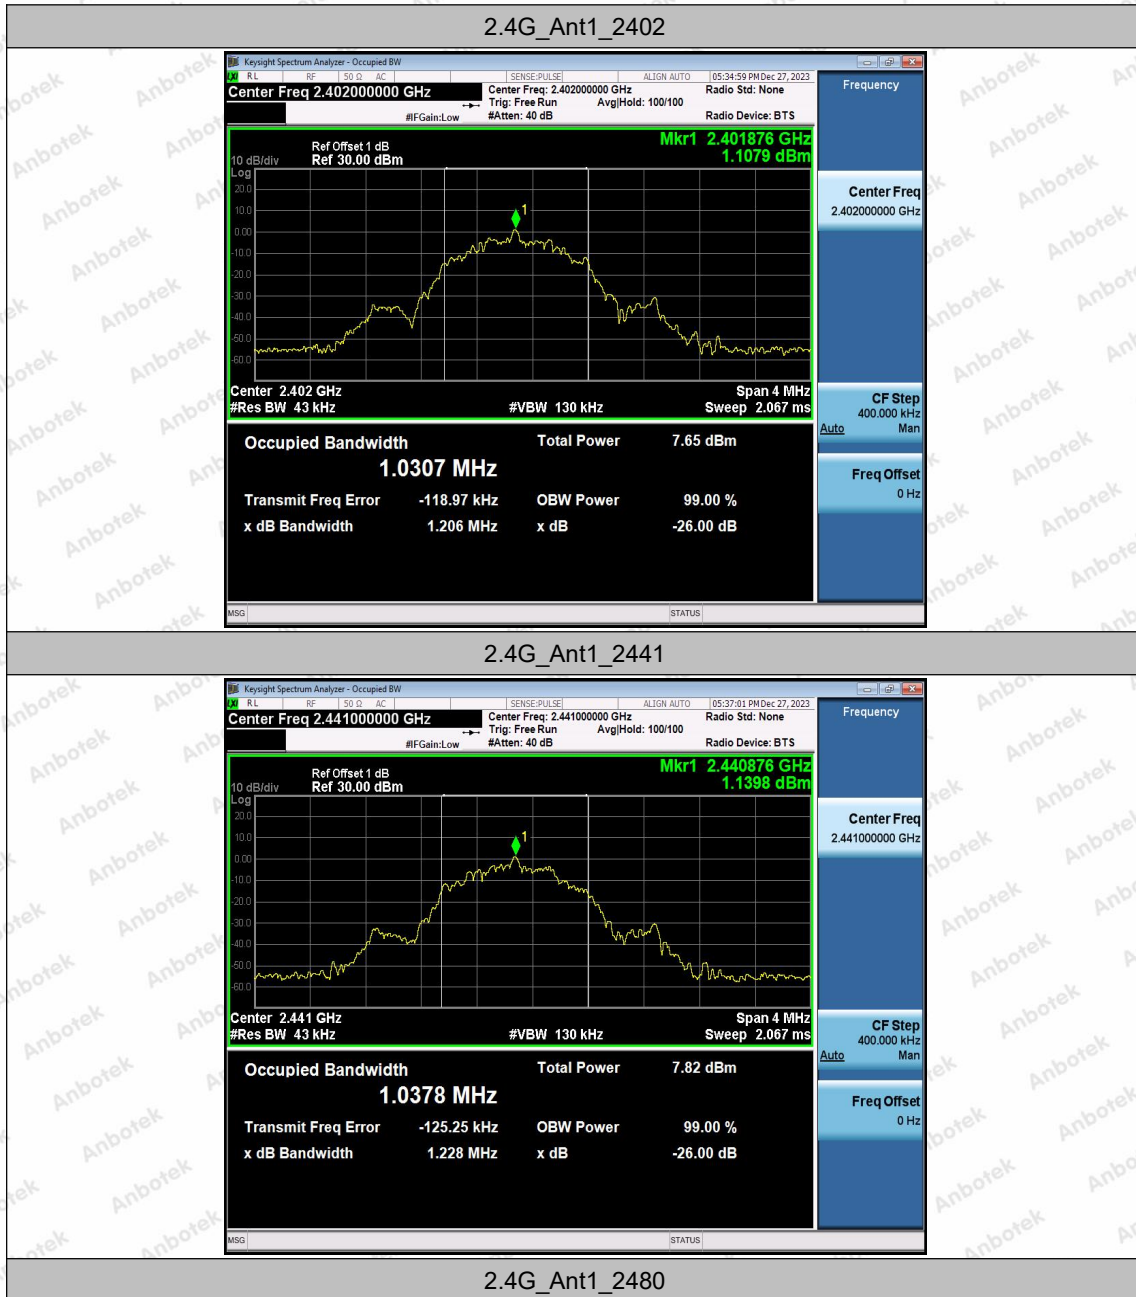 2.4G_Ant1_2402
Keysight Spectrum Analyzer - Occupied BW
RL RF 50 Ω AC SENSE:PULSE ALIGN AUTO 05:34:59 PM Dec 27, 2023
Center Freq 2.402000000 GHz
Center Freq: 2.402000000 GHz Radio Std: None
Trig: Free Run Avg|Hold: 100/100
#IFGain:Low #Atten: 40 dB Radio Device: BTS
Mkr1 2.401876 GHz
1.1079 dBm
Ref Offset 1 dB
10 dB/div Ref 30.00 dBm
Log
20.0
10.0
0.00
-10.0
-20.0
-30.0
-40.0
-50.0
-60.0
1
Center 2.402 GHz Span 4 MHz
#Res BW 43 kHz #VBW 130 kHz Sweep 2.067 ms
Occupied Bandwidth Total Power 7.65 dBm
1.0307 MHz
Transmit Freq Error -118.97 kHz OBW Power 99.00 %
x dB Bandwidth 1.206 MHz x dB -26.00 dB
MSG STATUS
Frequency
Center Freq
2.402000000 GHz
CF Step
400.000 kHz
Auto Man
Freq Offset
0 Hz
2.4G_Ant1_2441
Keysight Spectrum Analyzer - Occupied BW
RL RF 50 Ω AC SENSE:PULSE ALIGN AUTO 05:37:01 PM Dec 27, 2023
Center Freq 2.441000000 GHz
Center Freq: 2.441000000 GHz Radio Std: None
Trig: Free Run Avg|Hold: 100/100
#IFGain:Low #Atten: 40 dB Radio Device: BTS
Mkr1 2.440876 GHz
1.1398 dBm
Ref Offset 1 dB
10 dB/div Ref 30.00 dBm
Log
20.0
10.0
0.00
-10.0
-20.0
-30.0
-40.0
-50.0
-60.0
1
Center 2.441 GHz Span 4 MHz
#Res BW 43 kHz #VBW 130 kHz Sweep 2.067 ms
Occupied Bandwidth Total Power 7.82 dBm
1.0378 MHz
Transmit Freq Error -125.25 kHz OBW Power 99.00 %
x dB Bandwidth 1.228 MHz x dB -26.00 dB
MSG STATUS
Frequency
Center Freq
2.441000000 GHz
CF Step
400.000 kHz
Auto Man
Freq Offset
0 Hz
2.4G_Ant1_2480
Anbotek